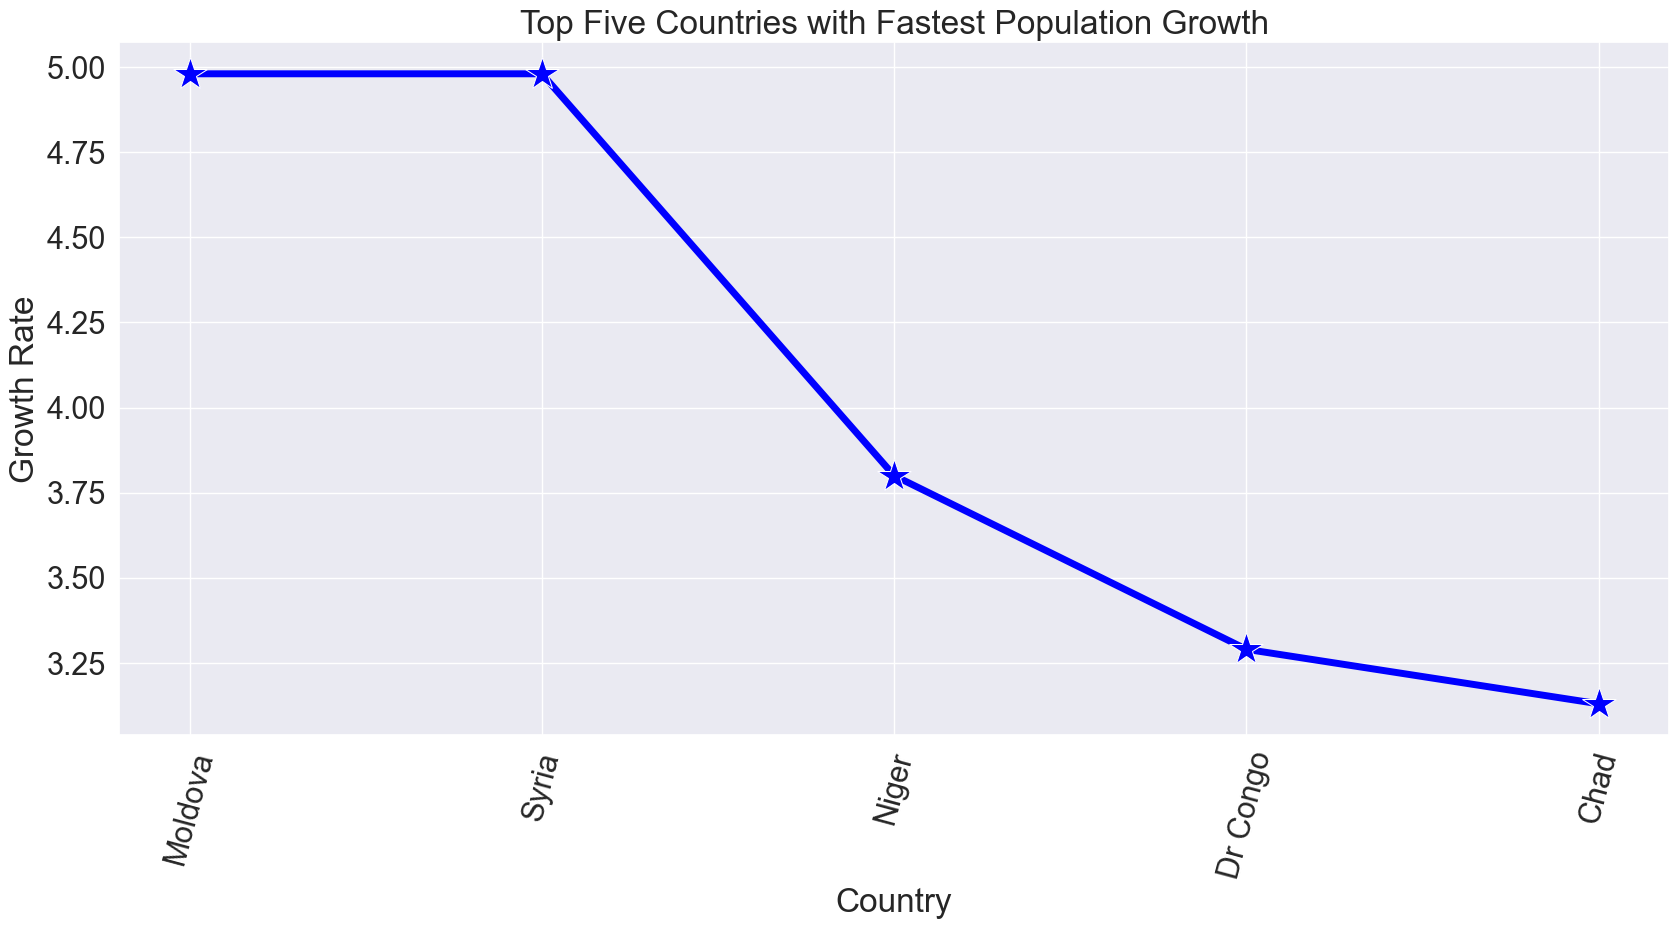 Top Five Countries with Fastest Population Growth
5.00
4.75
4.50
4.25
4.00
3.75
3.50
3.25
Growth Rate
Moldova
Syria
Niger
Dr Congo
Chad
Country